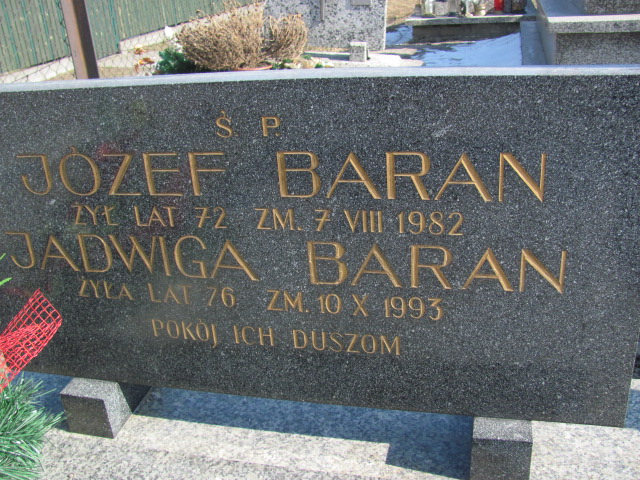 Ś P
JÓZEF BARAN
ŻYŁ LAT 72 ZM. 7 VIII 1982
JADWIGA BARAN
ŻYŁA LAT 76. ZM. 10 X 1993
POKÓJ ICH DUSZOM